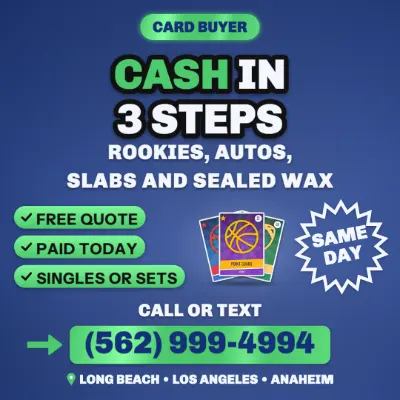 CARD BUYER
CASH IN
3 STEPS
ROOKIES, AUTOS,
SLABS AND SEALED WAX
FREE QUOTE
PAID TODAY
SINGLES OR SETS
SAME
DAY
CALL OR TEXT
(562) 999-4994
LONG BEACH • LOS ANGELES • ANAHEIM